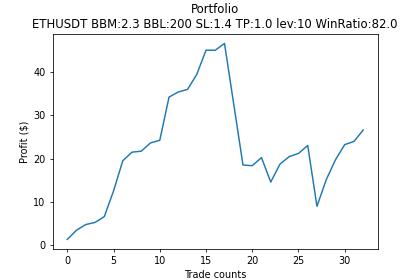 Portfolio
ETHUSDT BBM:2.3 BBL:200 SL:1.4 TP:1.0 lev:10 WinRatio:82.0
Profit ($)
40
30
20
10
0
0 5 10 15 20 25 30
Trade counts